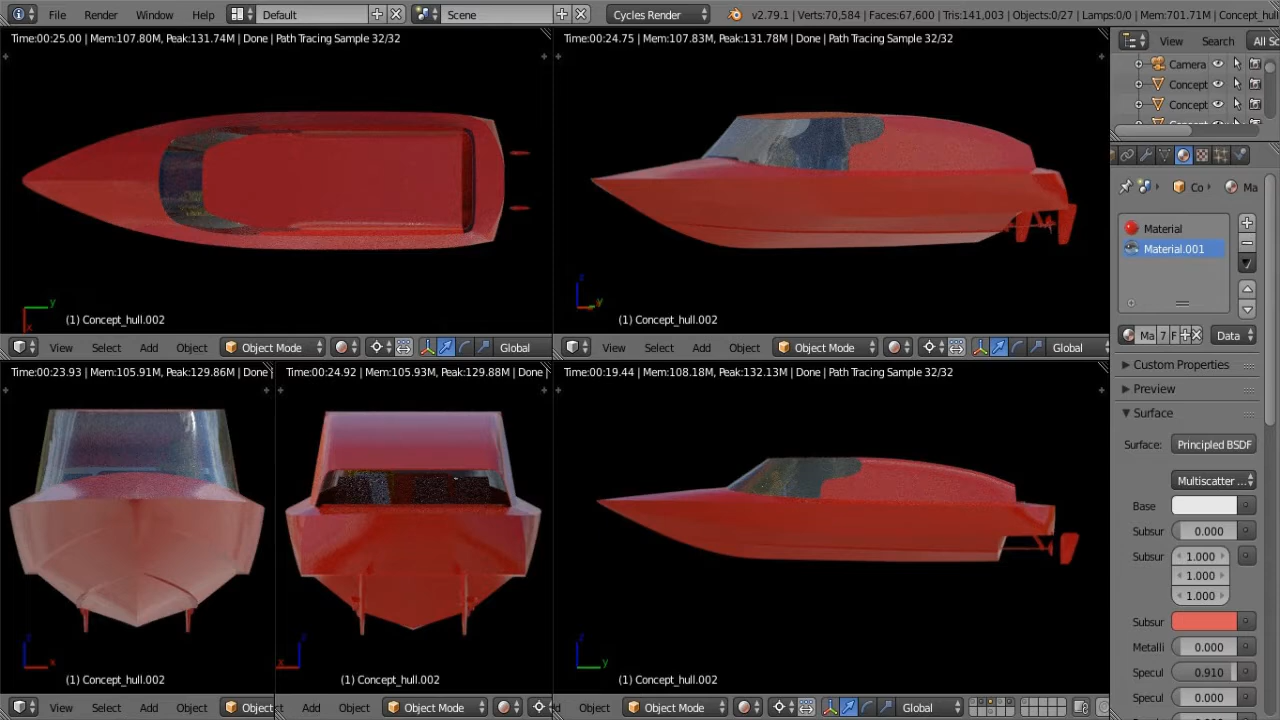 File Render Window Help Default Scene Cycles Render v2.79.1 | Verts:70,584 | Faces:67,600 | Tris:141,003 | Objects:0/27 | Lamps:0/0 | Mem:701.71M | Concept_hul
Time:00:25.00 | Mem:107.80M, Peak:131.74M | Done | Path Tracing Sample 32/32
Time:00:24.75 | Mem:107.83M, Peak:131.78M | Done | Path Tracing Sample 32/32
View Search All Sc
Camera
Concept
Concept
y
x
(1) Concept_hull.002
z
y
(1) Concept_hull.002
Co Ma
Material
Material.001
Ma 7 F Data
View Select Add Object Object Mode Global
View Select Add Object Object Mode Global
Time:00:23.93 | Mem:105.91M, Peak:129.86M | Done |
Time:00:24.92 | Mem:105.93M, Peak:129.88M | Done |
Time:00:19.44 | Mem:108.18M, Peak:132.13M | Done | Path Tracing Sample 32/32
Custom Properties
Preview
Surface
Surface: Principled BSDF
Multiscatter ...
Base
Subsur 0.000
Subsur 1.000
1.000
1.000
Subsur
Metalli 0.000
Specul 0.910
Specul 0.000
z
x
(1) Concept_hull.002
z
x
(1) Concept_hull.002
z
y
(1) Concept_hull.002
View Select Add Object Object
Add Object Object Mode
d Object Object Mode Global